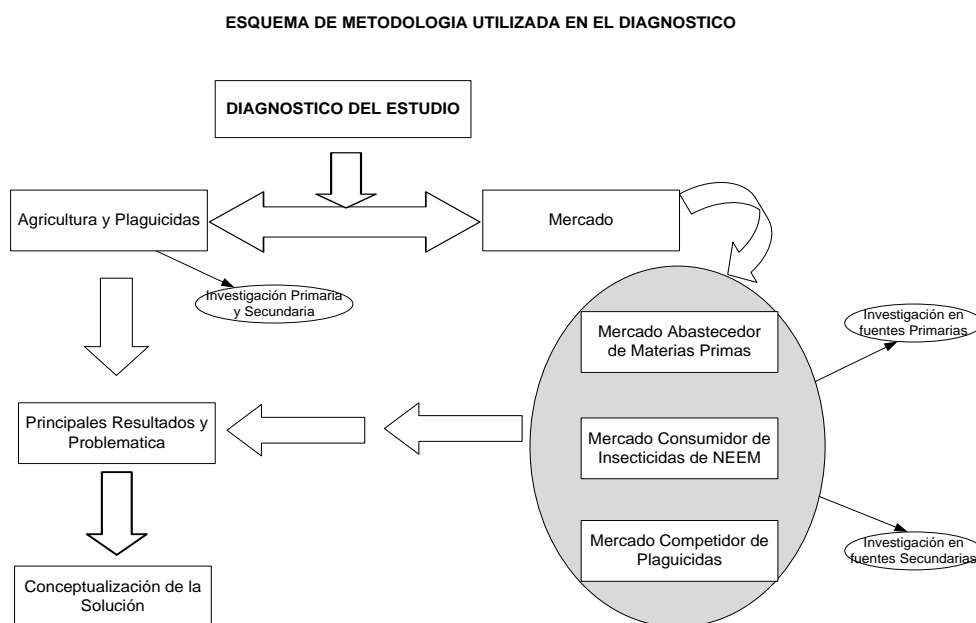 ESQUEMA DE METODOLOGIA UTILIZADA EN EL DIAGNOSTICO
DIAGNOSTICO DEL ESTUDIO
Agricultura y Plaguicidas
Mercado
Investigación Primaria
y Secundaria
Mercado Abastecedor
de Materias Primas
Investigación en
fuentes Primarias
Principales Resultados y
Problematica
Mercado Consumidor de
Insecticidas de NEEM
Mercado Competidor de
Plaguicidas
Investigación en
fuentes Secundarias
Conceptualización de la
Solución